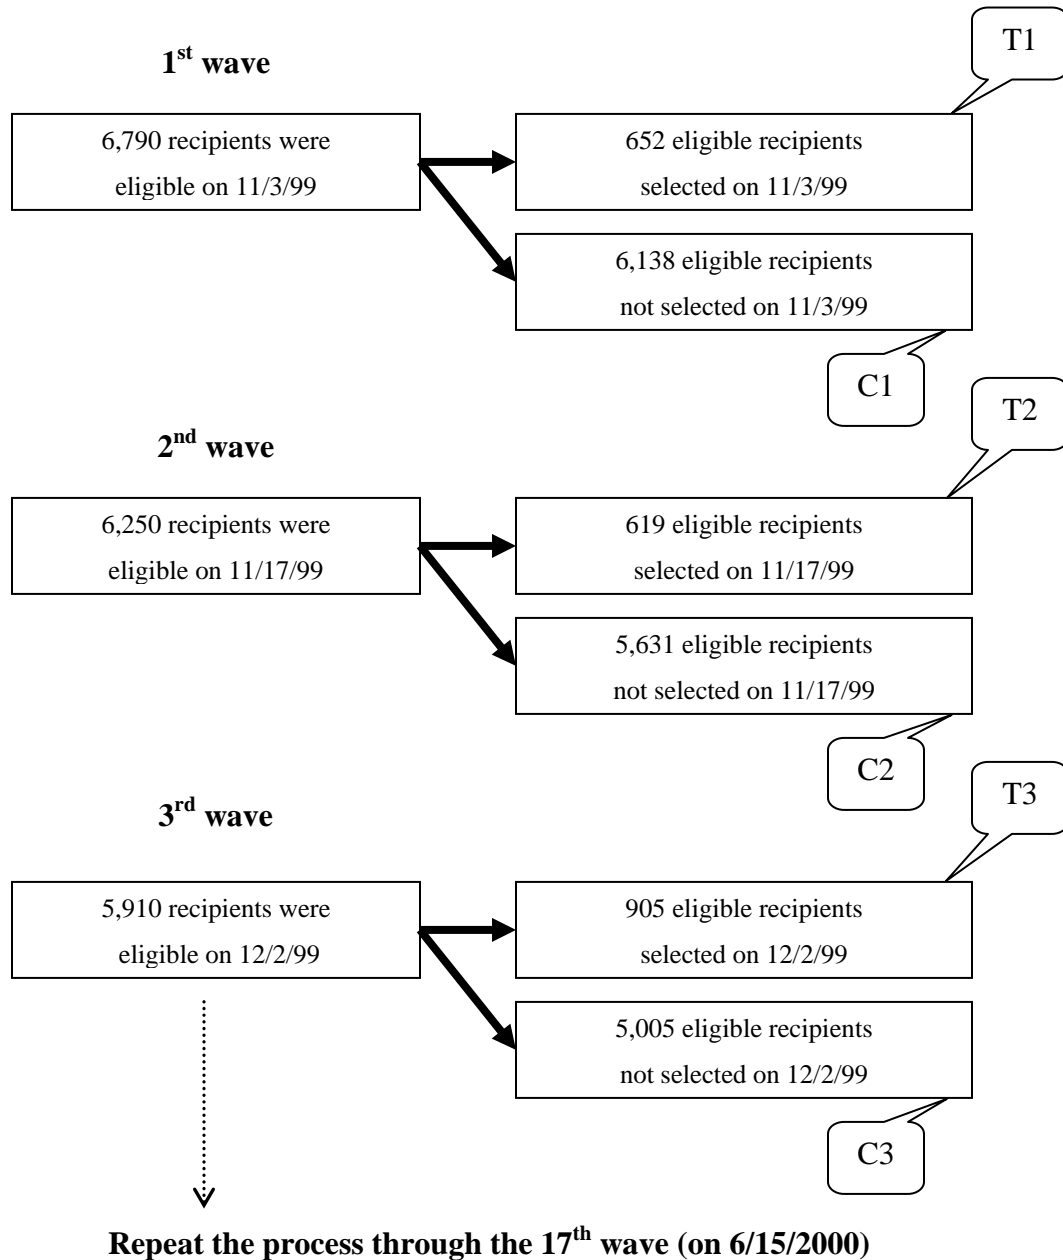 T1
1st wave
6,790 recipients were
eligible on 11/3/99
652 eligible recipients
selected on 11/3/99
6,138 eligible recipients
not selected on 11/3/99
C1
T2
2nd wave
6,250 recipients were
eligible on 11/17/99
619 eligible recipients
selected on 11/17/99
5,631 eligible recipients
not selected on 11/17/99
C2
T3
3rd wave
5,910 recipients were
eligible on 12/2/99
905 eligible recipients
selected on 12/2/99
5,005 eligible recipients
not selected on 12/2/99
C3
Repeat the process through the 17th wave (on 6/15/2000)